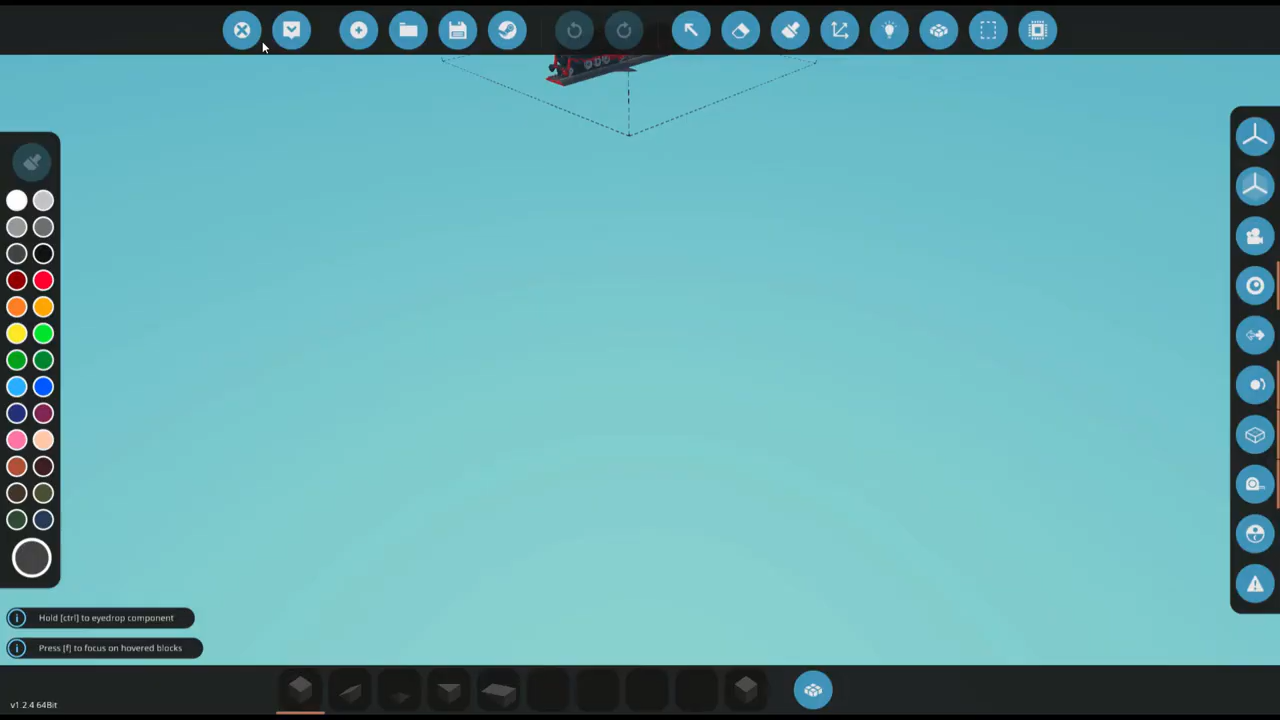 Hold [ctrl] to eyedrop component
Press [f] to focus on hovered blocks
v1.2.4 64Bit